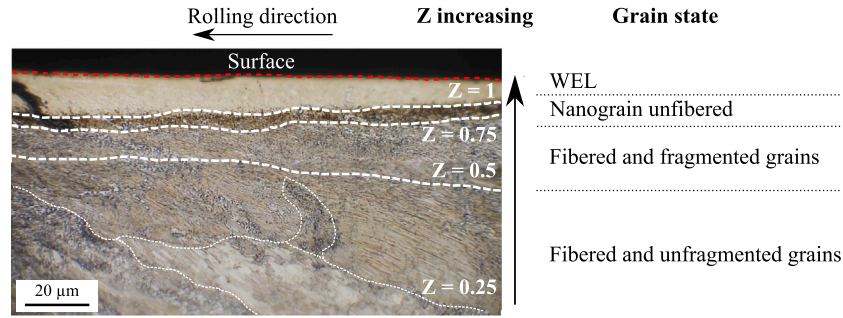 Rolling direction
Z increasing
Grain state
Surface
WEL
Z = 1
Nanograin unfibered
Z = 0.75
Fibered and fragmented grains
Z = 0.5
Fibered and unfragmented grains
Z = 0.25
20 µm